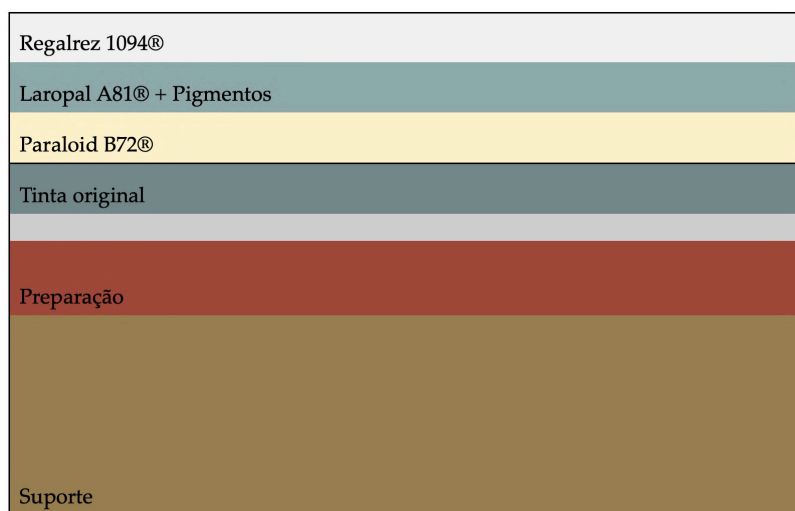 Regalrez 1094®
Laropal A81® + Pigmentos
Paraloid B72®
Tinta original
Preparação
Suporte